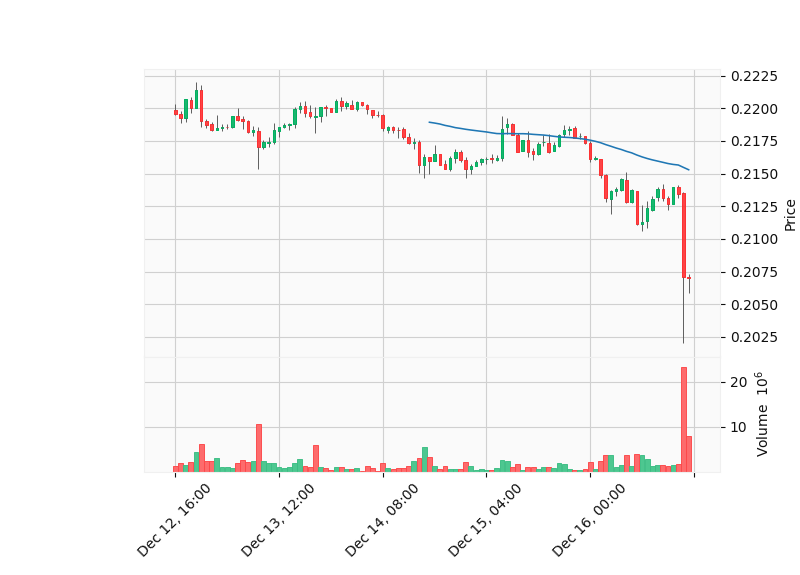 0.2225
0.2200
0.2175
0.2150
0.2125
0.2100
0.2075
0.2050
0.2025
Price
20
10
Volume 10^6
Dec 12, 16:00
Dec 13, 12:00
Dec 14, 08:00
Dec 15, 04:00
Dec 16, 00:00